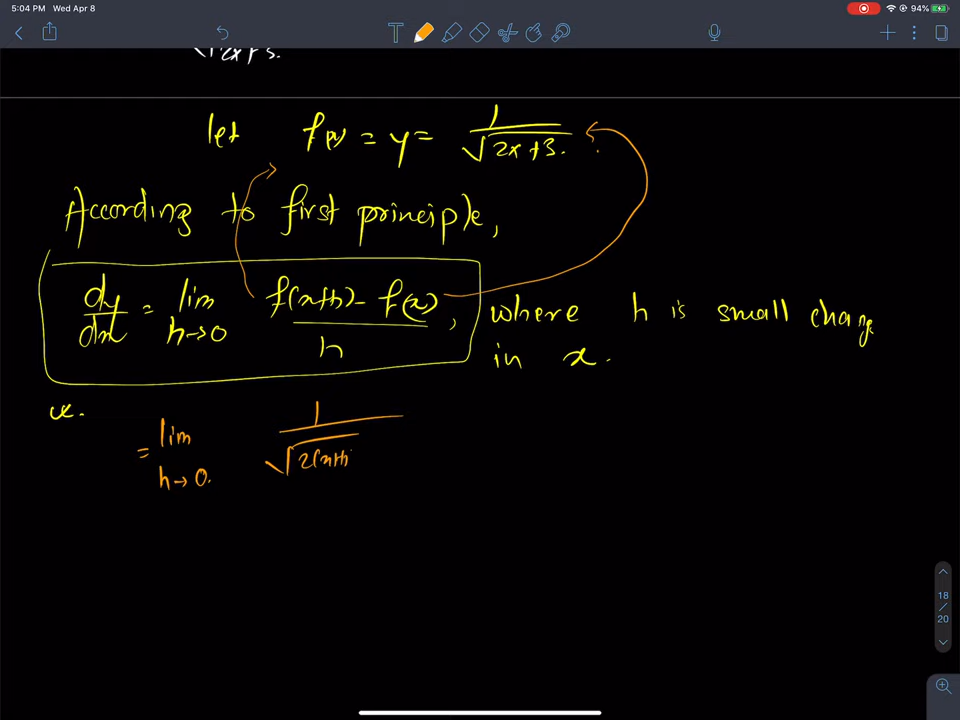 5:04 PM Wed Apr 8
94%
let f(x) = y = 1/√(2x+3.
According to first principle,
dy/dx = lim h→0 (f(x+h) - f(x))/h, where h is small change
in x.
= lim h→0. 1/√(2(x+h)
18
/
20